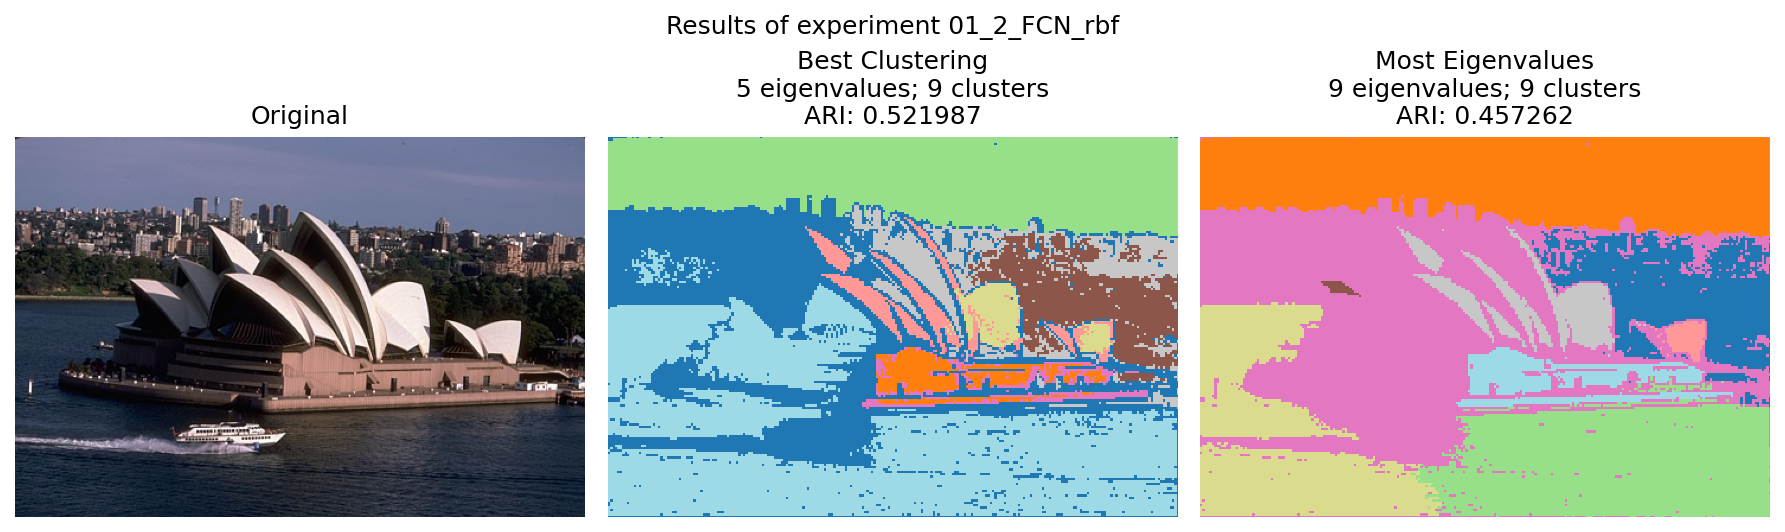 Results of experiment 01_2_FCN_rbf
Original
Best Clustering
5 eigenvalues; 9 clusters
ARI: 0.521987
Most Eigenvalues
9 eigenvalues; 9 clusters
ARI: 0.457262